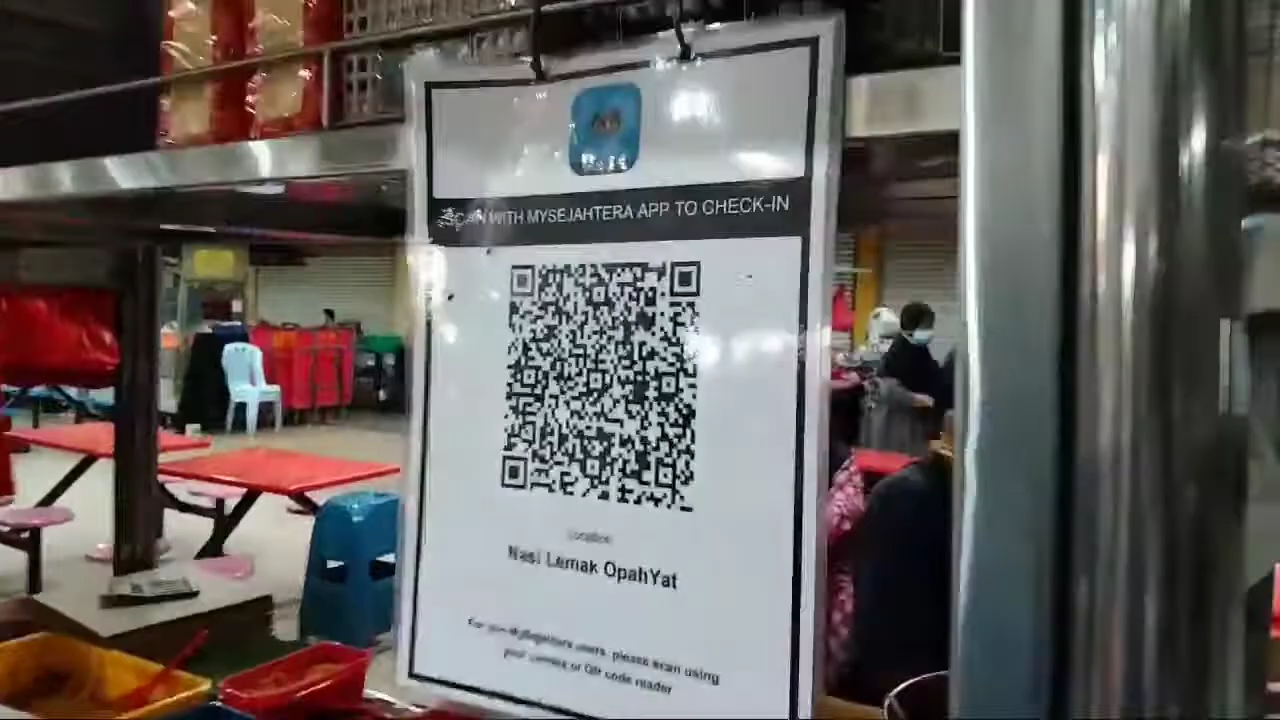 SCAN WITH MYSEJAHTERA APP TO CHECK-IN
Location
Nasi Lemak OpahYat
For non-MySejahtera users, please scan using
your camera or QR code reader